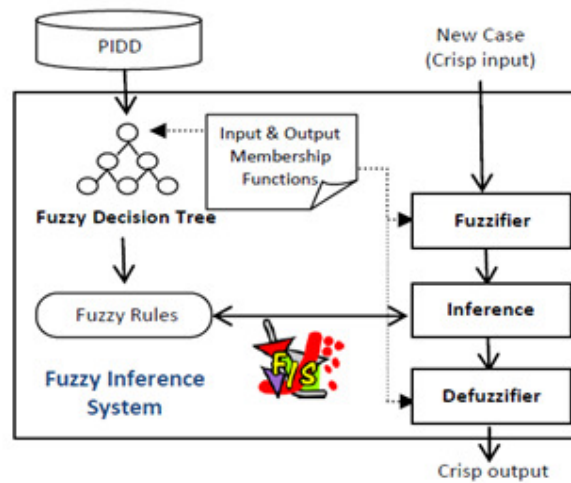 PIDD
New Case
(Crisp input)
Input & Output
Membership
Functions
Fuzzy Decision Tree
Fuzzifier
Fuzzy Rules
Inference
F/S
Fuzzy Inference
System
Defuzzifier
Crisp output